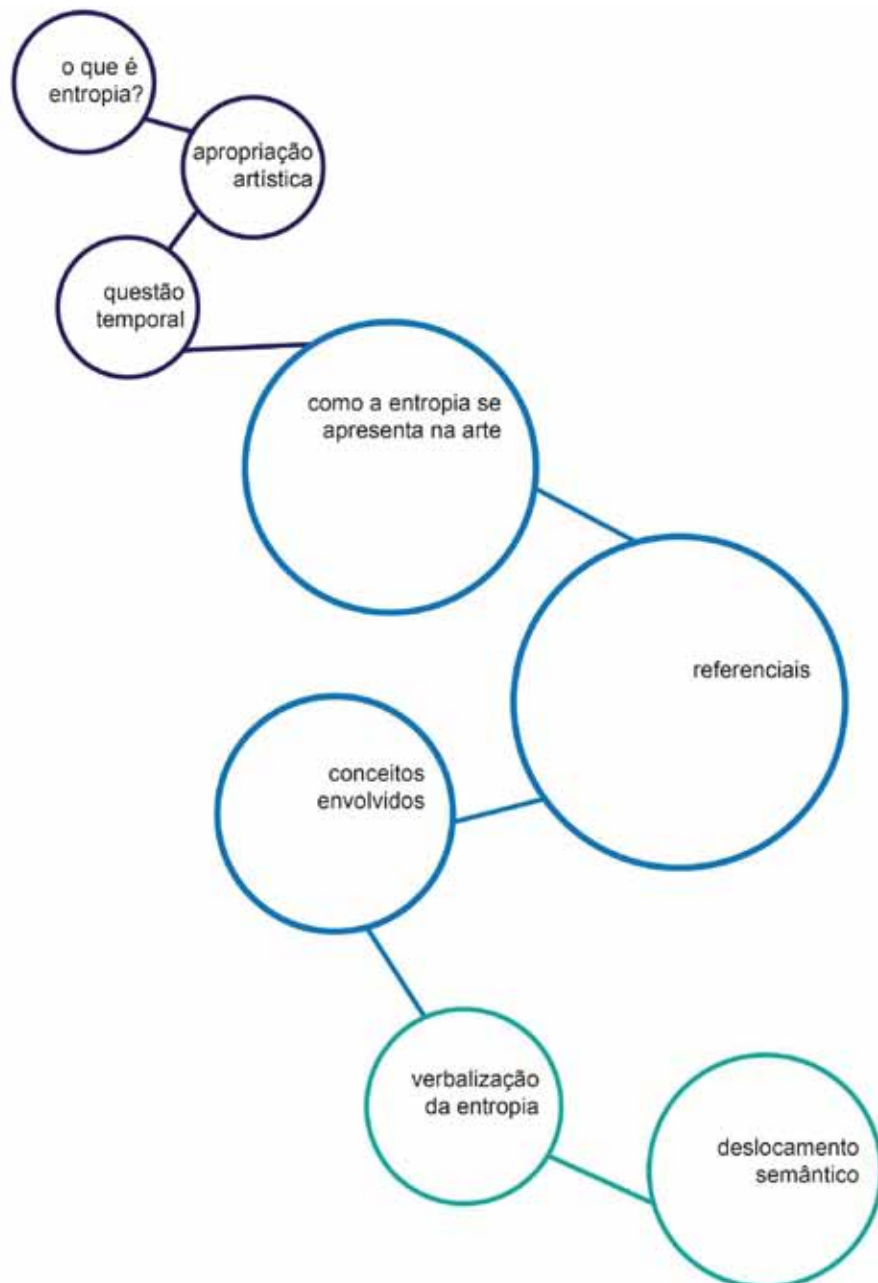 o que é
entropia?
apropriação
artística
questão
temporal
como a entropia se
apresenta na arte
referenciais
conceitos
envolvidos
verbalização
da entropia
deslocamento
semântico